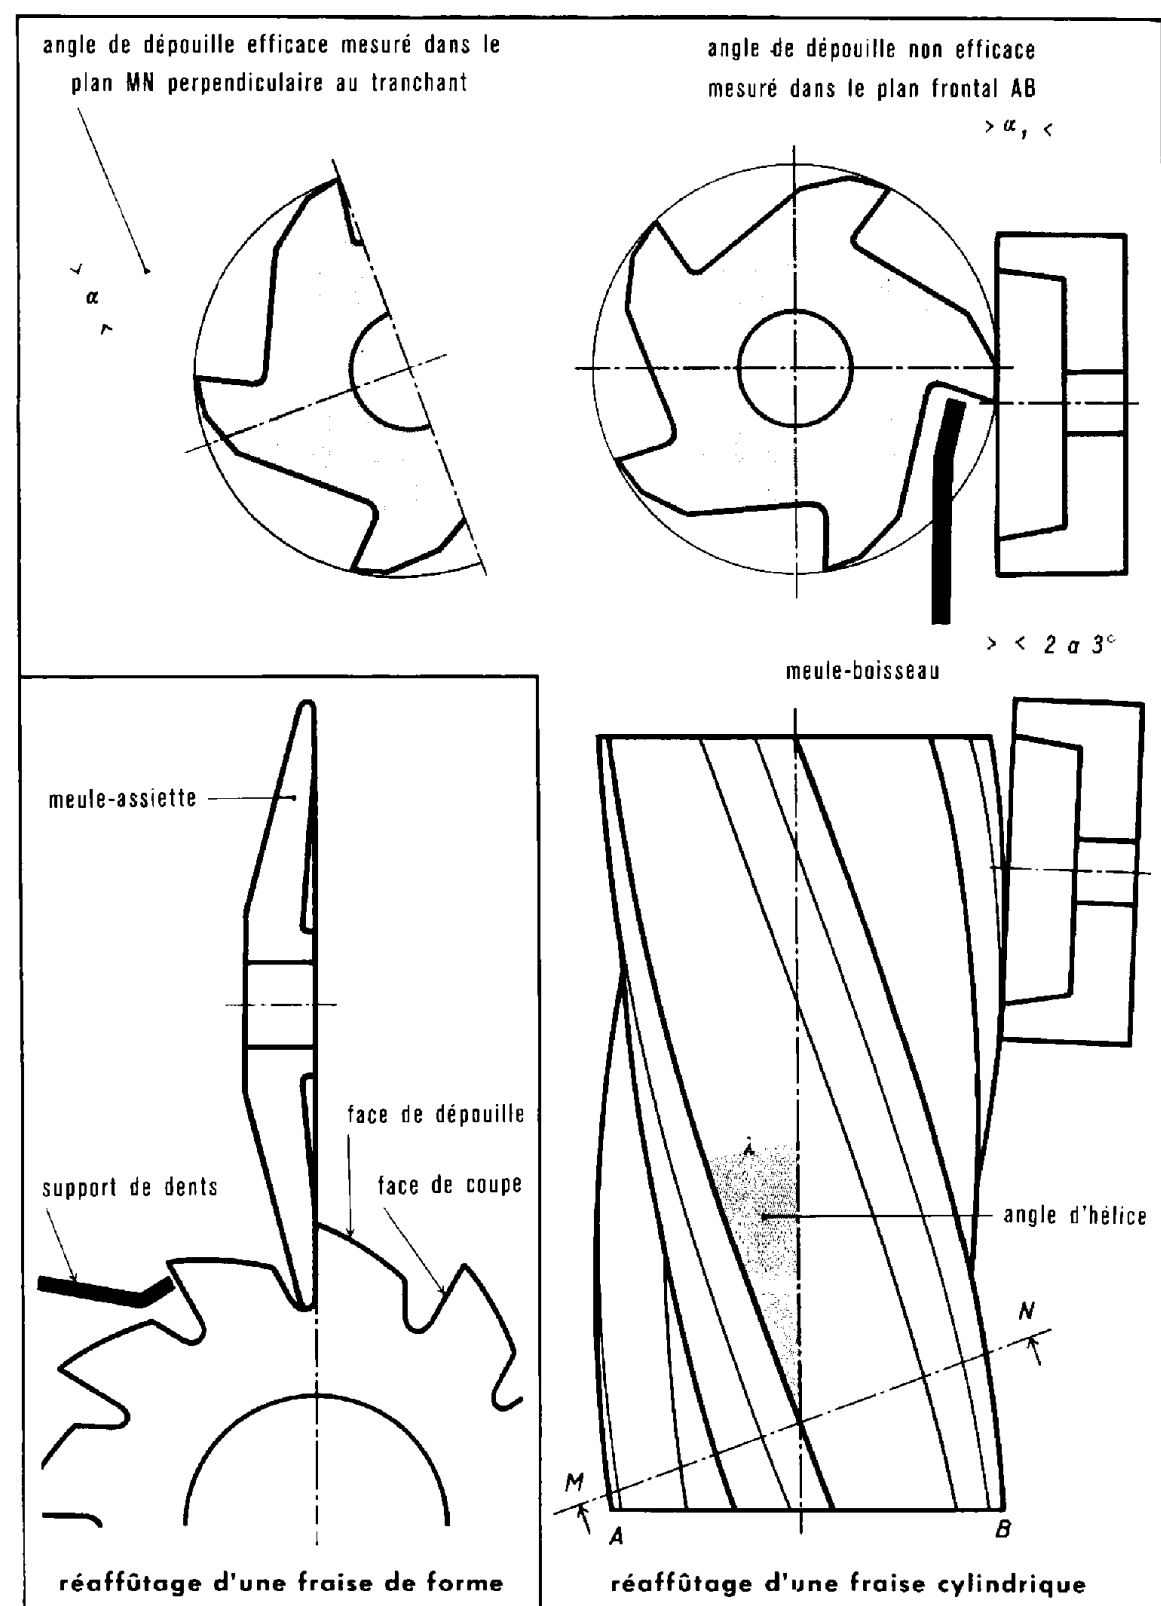 angle de dépouille efficace mesuré dans le
plan MN perpendiculaire au tranchant
angle de dépouille non efficace
mesuré dans le plan frontal AB
> α, <
α
> < 2 a 3°
meule-boisseau
meule-assiette
face de dépouille
face de coupe
support de dents
λ
angle d'hélice
N
M
A
B
réaffûtage d'une fraise de forme
réaffûtage d'une fraise cylindrique